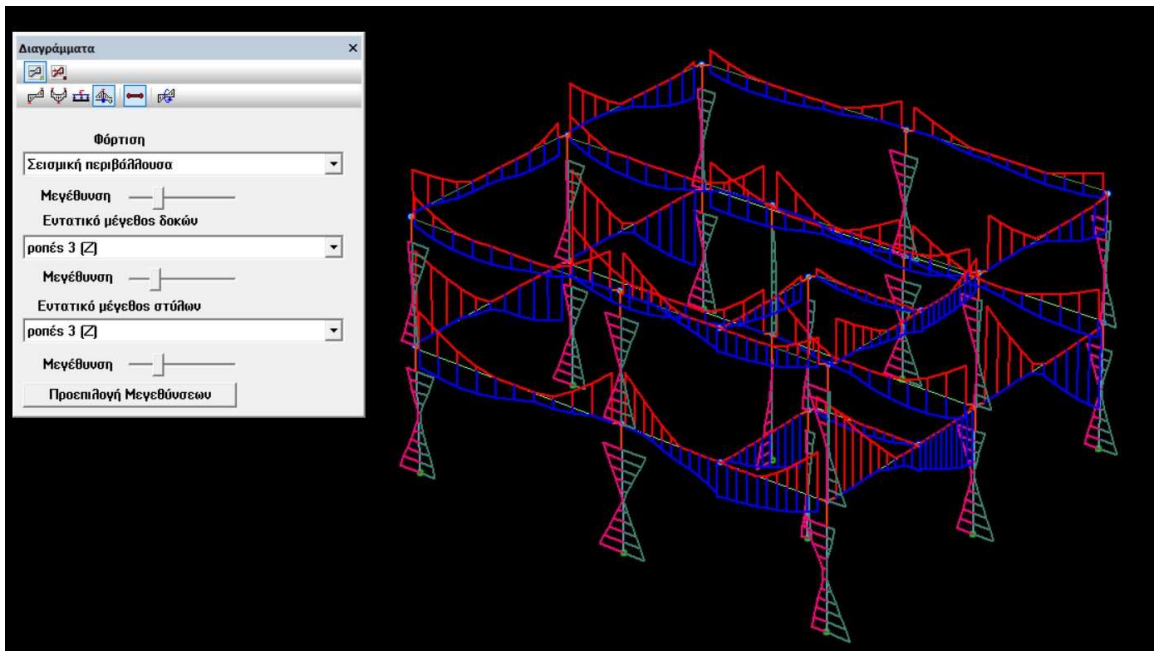 Διαγράμματα
Φόρτιση
Σεισμική περιβάλλουσα
Μεγέθυνση
Εντατικό μέγεθος δοκών
ροπές 3 (Z)
Μεγέθυνση
Εντατικό μέγεθος στύλων
ροπές 3 (Z)
Μεγέθυνση
Προεπιλογή Μεγεθύνσεων